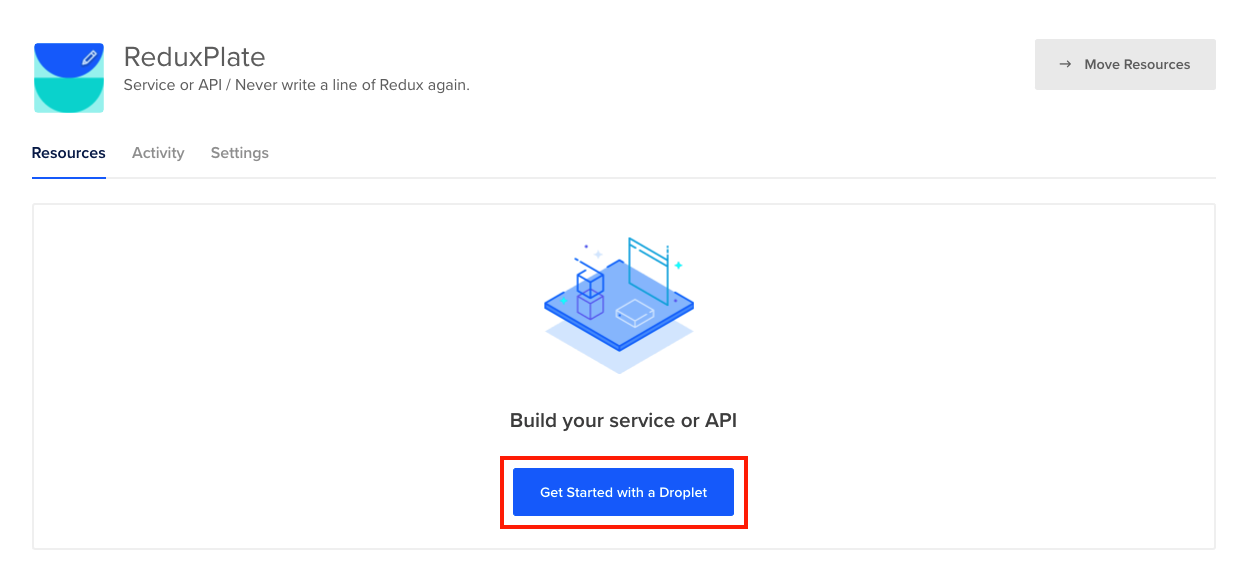 ReduxPlate
Service or API / Never write a line of Redux again.
→ Move Resources
Resources Activity Settings
Build your service or API
Get Started with a Droplet